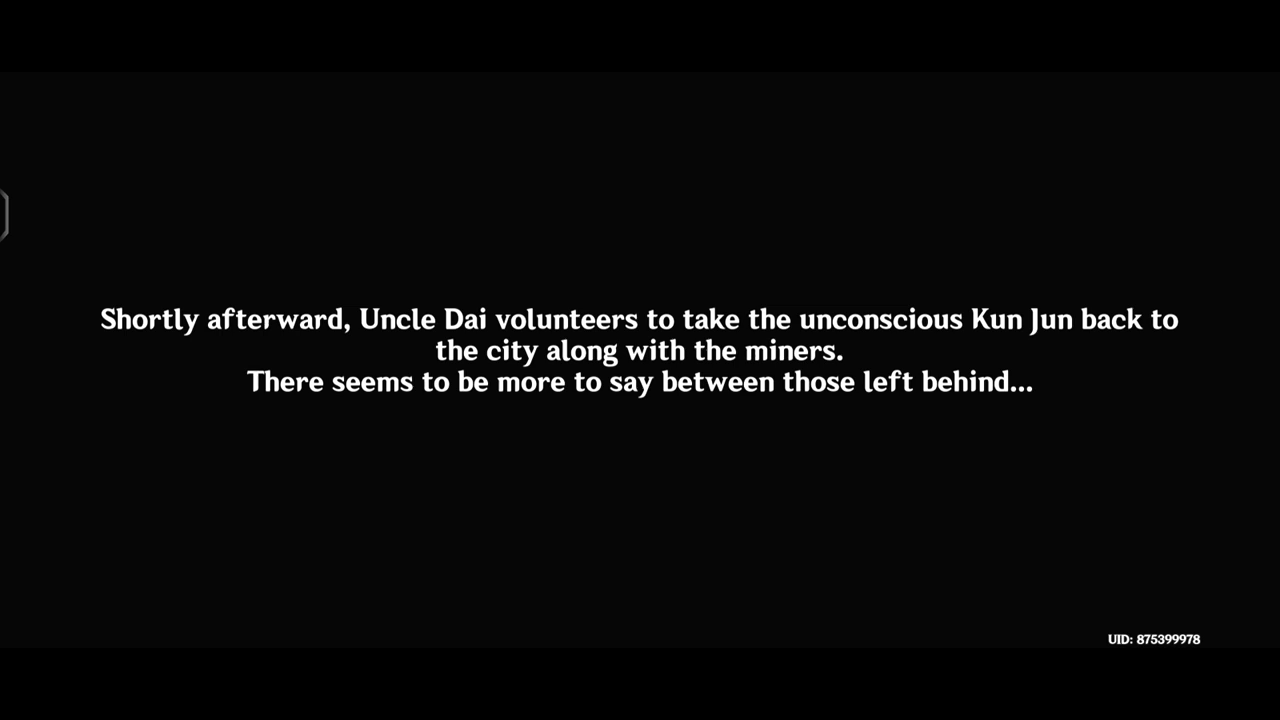 Shortly afterward, Uncle Dai volunteers to take the unconscious Kun Jun back to
the city along with the miners.
There seems to be more to say between those left behind...
UID: 875399978